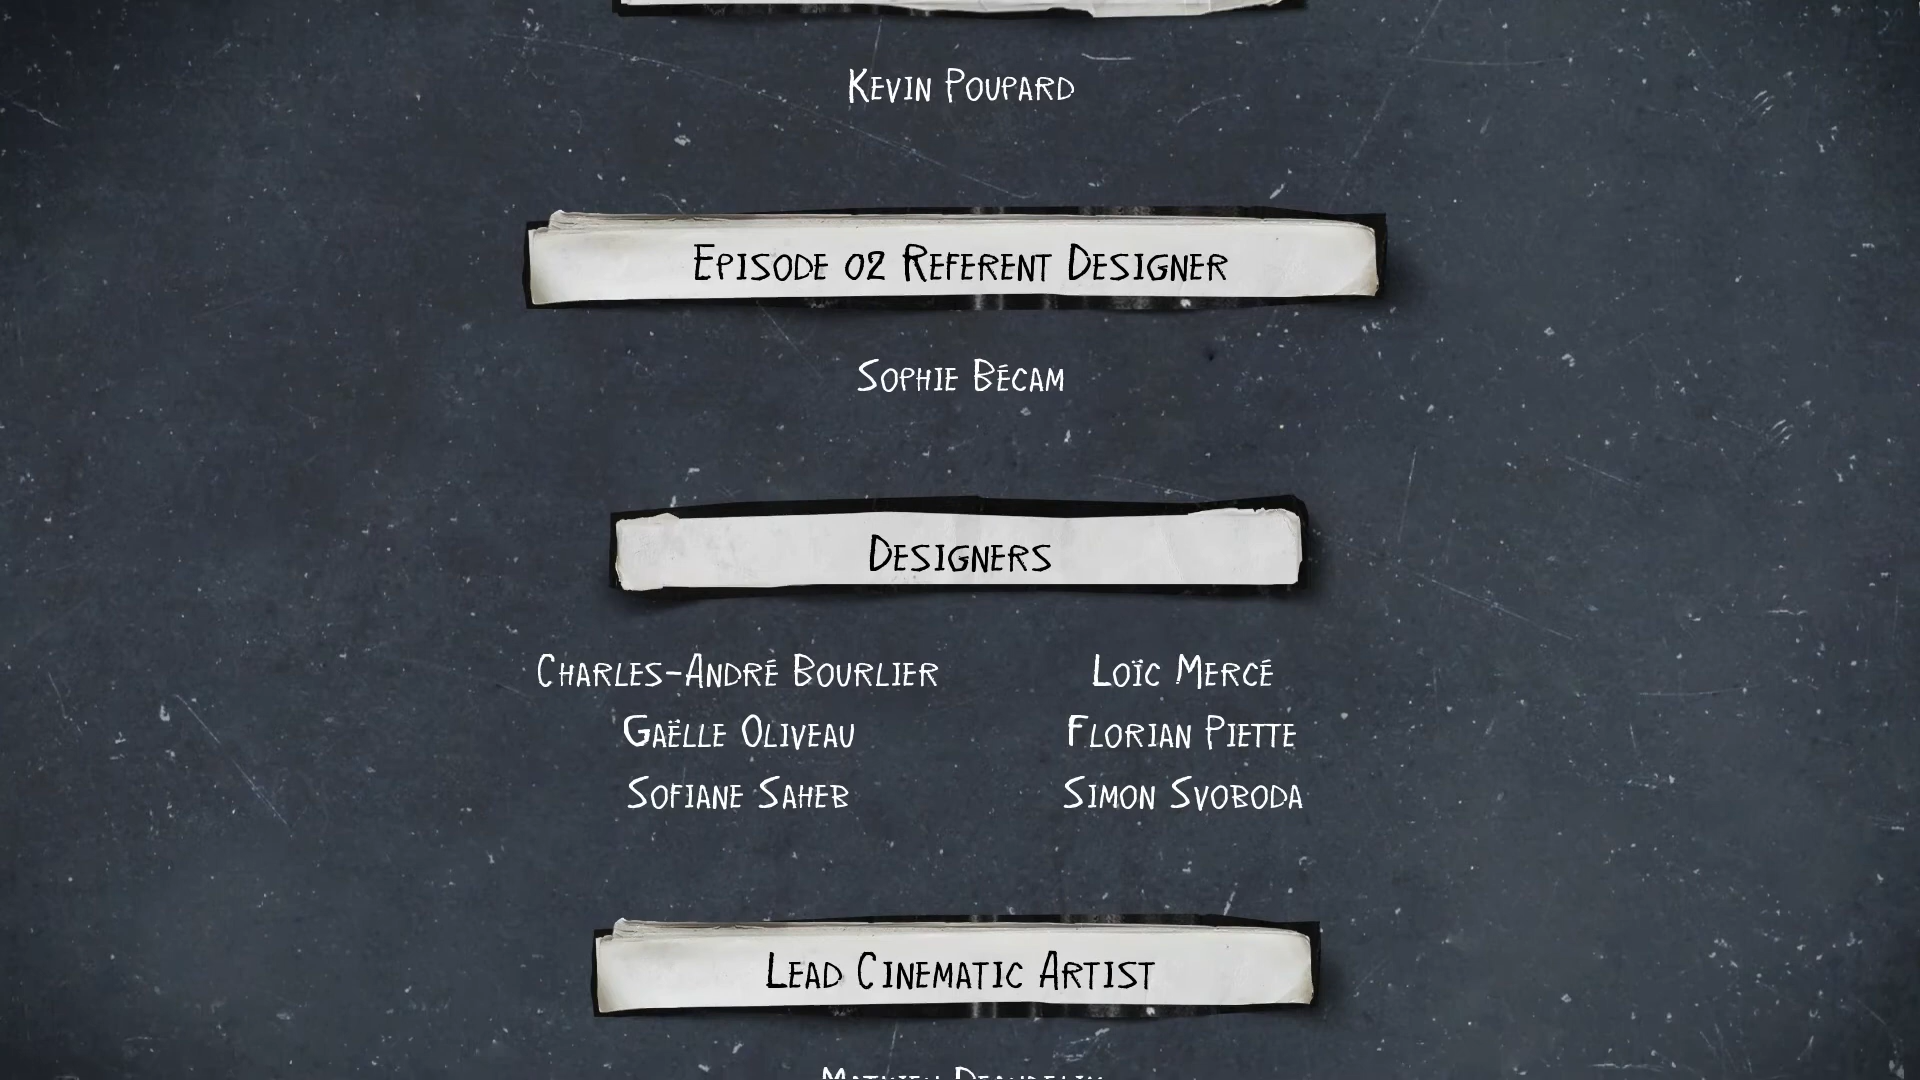 Kevin Poupard
Episode 02 Referent Designer
Sophie Bécam
Designers
Charles-André Bourlier
Loïc Mercé
Gaëlle Oliveau
Florian Piette
Sofiane Saheb
Simon Svoboda
Lead Cinematic Artist